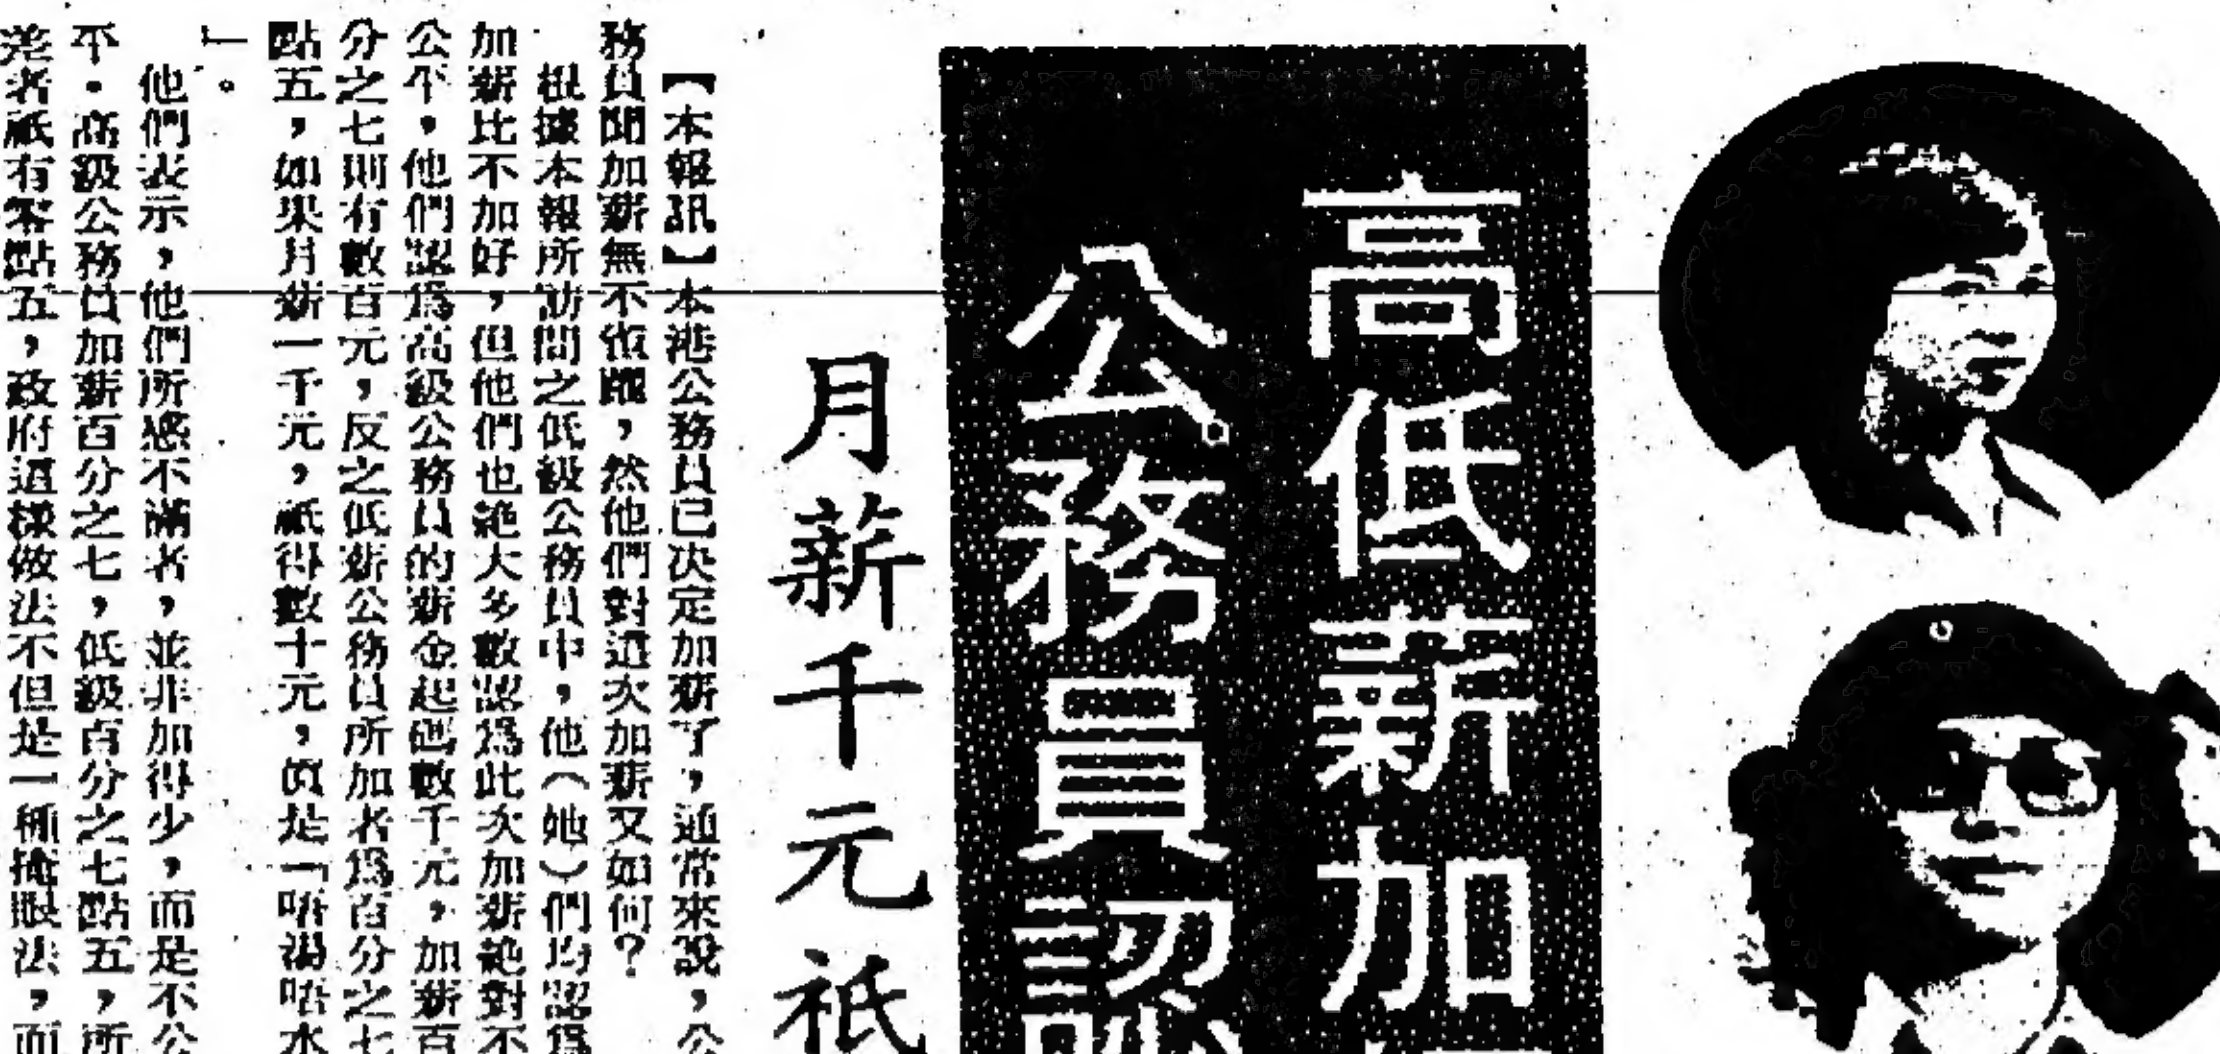 高低薪加
公務員認
月薪千元祇
【本報訊】本港公務員已決定加薪了，通常來說，公
務員聞加薪無不雀躍，然他們對這次加薪又如何？
根據本報所訪問之低級公務員中，他（她）們均認為
加薪比不加好，但他們也絕大多數認爲此次加薪絕對不
公平，他們認爲高級公務員的薪金起碼數千元，加薪百
分之七則有數百元，反之低薪公務員所加者爲百分之七
點五，如果月薪一千元，祇得數十元，眞是「唔湯唔水
」。
他們表示，他們所感不滿者，並非加得少，而是不公
平。高級公務員加薪百分之七，低級百分之七點五，所
差者祇有零點五，政府這樣做法不但是一種掩眼法，而